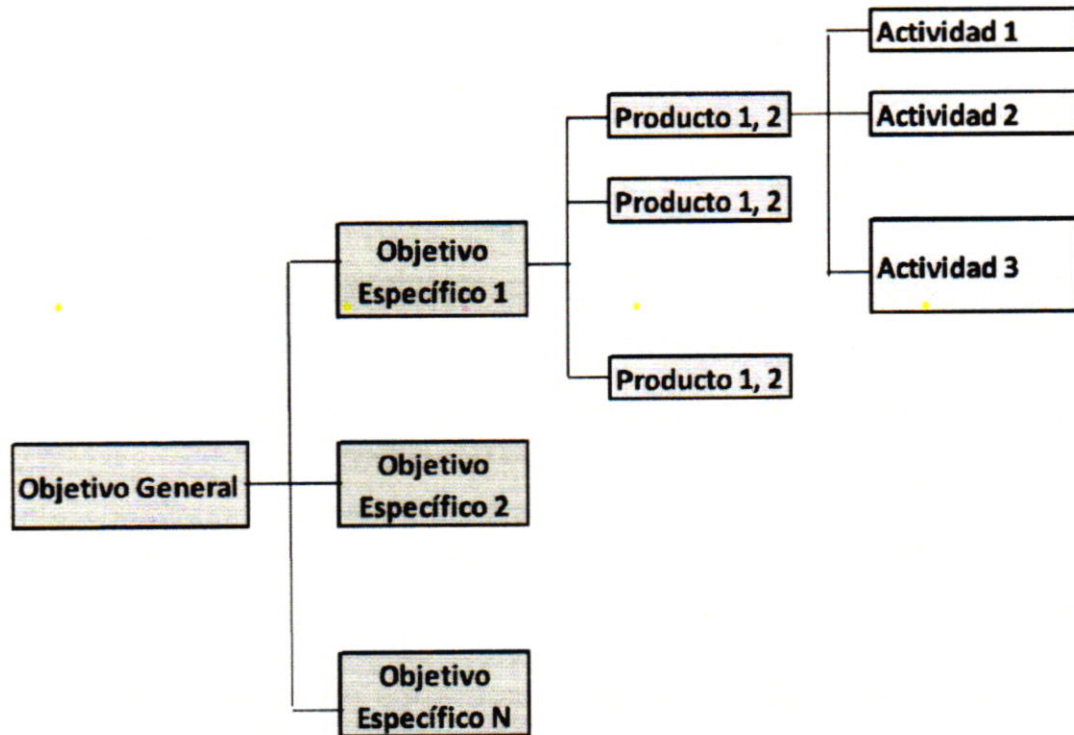 Actividad 1
Producto 1, 2
Actividad 2
Producto 1, 2
Objetivo
Específico 1
Actividad 3
Producto 1, 2
Objetivo General
Objetivo
Específico 2
Objetivo
Específico N